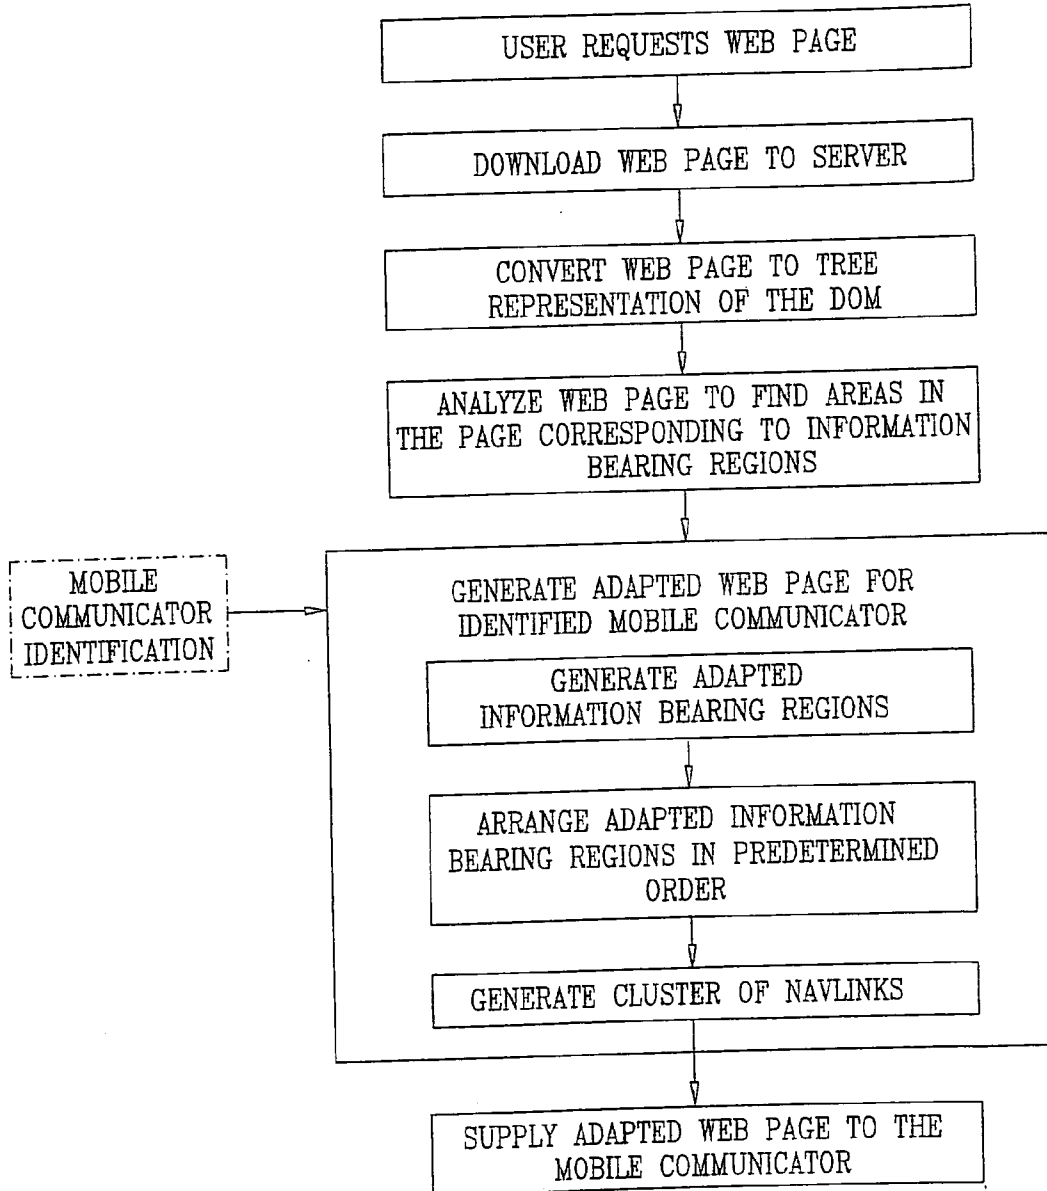 USER REQUESTS WEB PAGE
DOWNLOAD WEB PAGE TO SERVER
CONVERT WEB PAGE TO TREE
REPRESENTATION OF THE DOM
ANALYZE WEB PAGE TO FIND AREAS IN
THE PAGE CORRESPONDING TO INFORMATION
BEARING REGIONS
MOBILE
COMMUNICATOR
IDENTIFICATION
GENERATE ADAPTED WEB PAGE FOR
IDENTIFIED MOBILE COMMUNICATOR
GENERATE ADAPTED
INFORMATION BEARING REGIONS
ARRANGE ADAPTED INFORMATION
BEARING REGIONS IN PREDETERMINED
ORDER
GENERATE CLUSTER OF NAVLINKS
SUPPLY ADAPTED WEB PAGE TO THE
MOBILE COMMUNICATOR